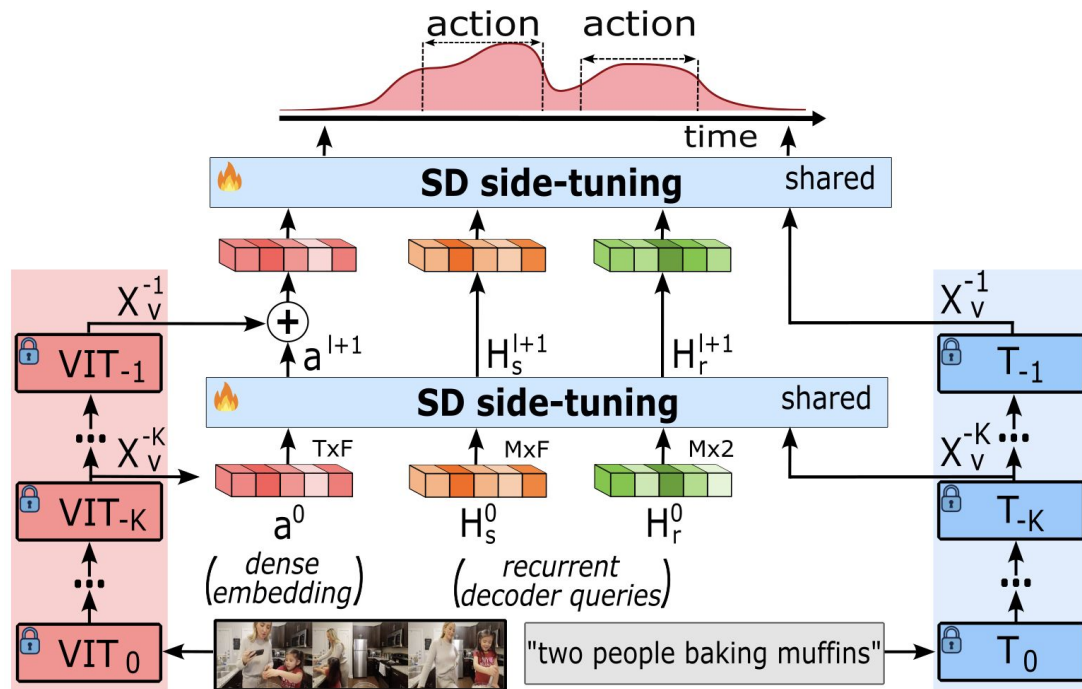 action action
time
SD side-tuning shared
X_v^-1 X_v^-1
VIT_-1 + a^l+1 H_s^l+1 H_r^l+1 T_-1
SD side-tuning shared
... X_v^-K TxF MxF Mx2 X_v^-K ...
VIT_-K a^0 H_s^0 H_r^0 T_-K
(dense (recurrent
embedding) decoder queries)
... ...
VIT_0 "two people baking muffins" T_0